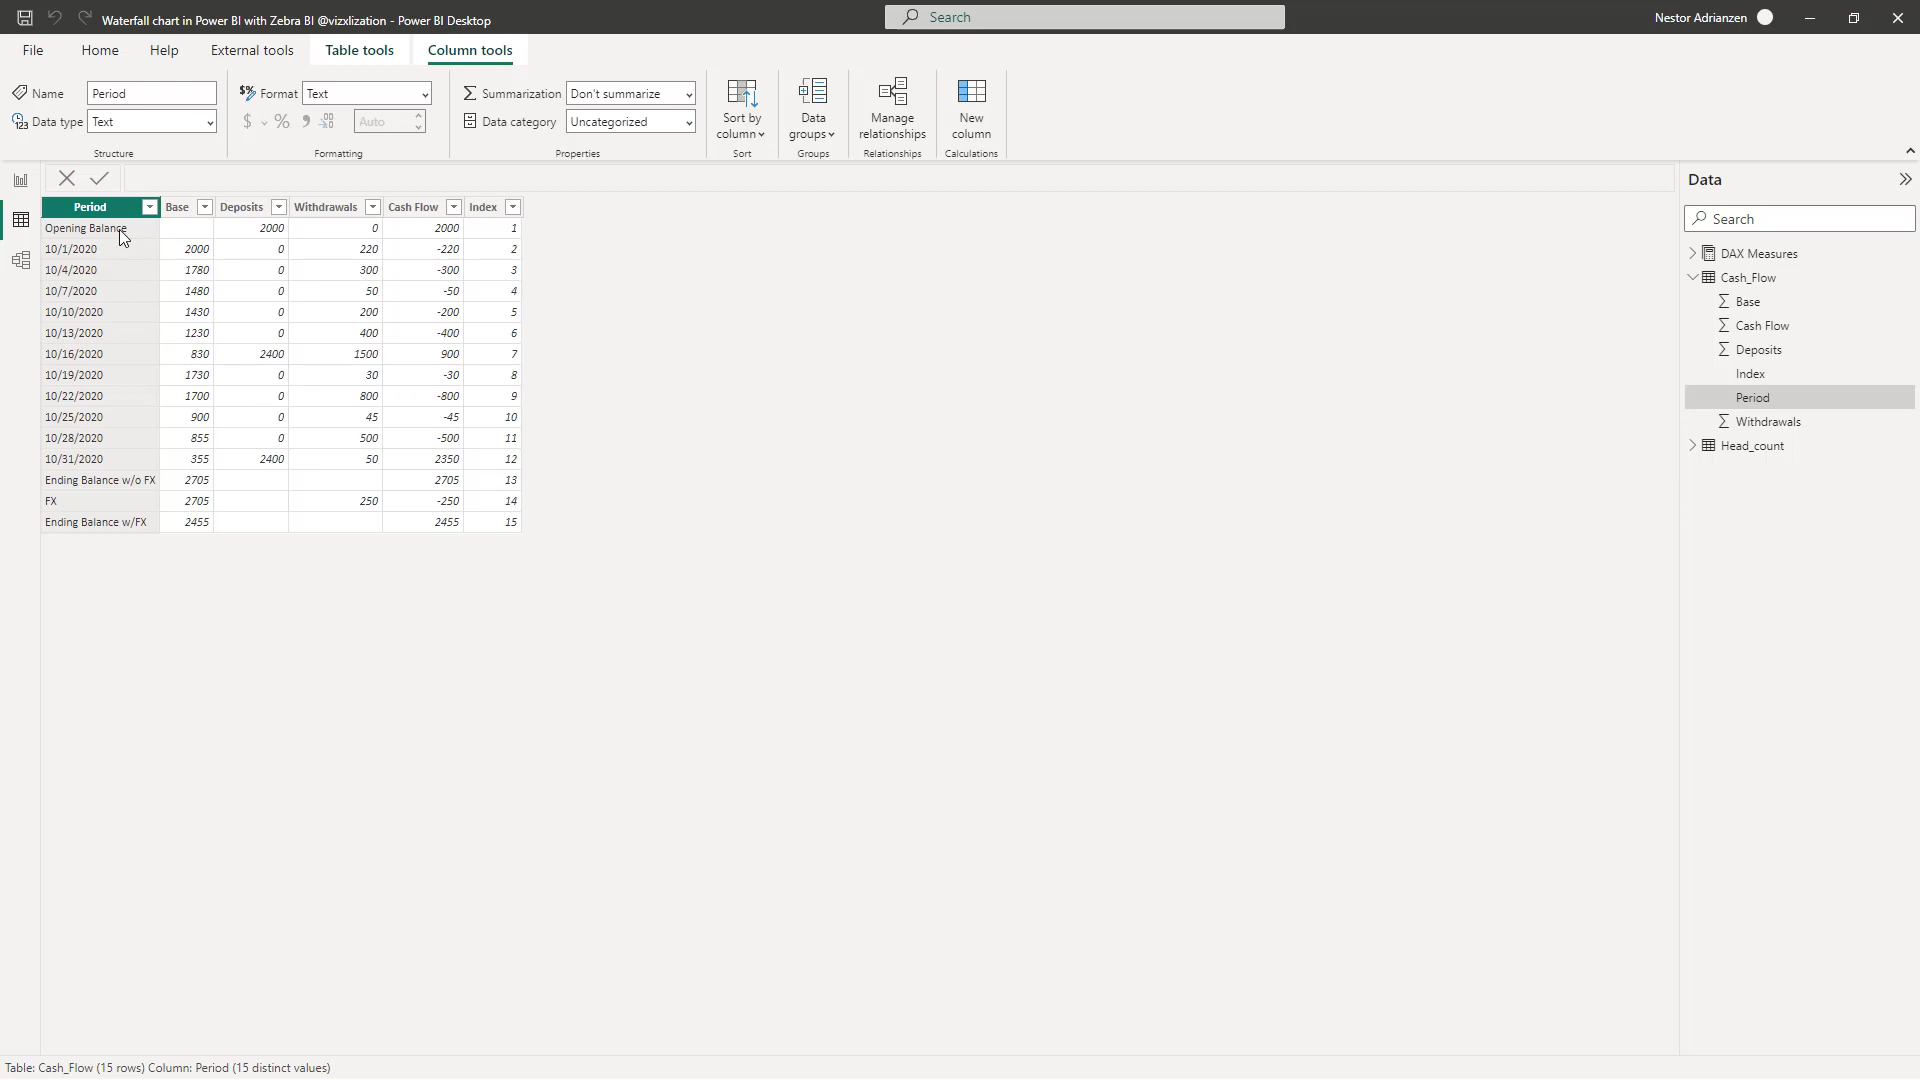 Waterfall chart in Power BI with Zebra BI @vizxlization - Power BI Desktop
Search
Nestor Adrianzen
File Home Help External tools Table tools Column tools
Name Period
Data type Text
Structure
$% Format Text
$ % Auto
Formatting
Summarization Don't summarize
Data category Uncategorized
Properties
Sort by column
Sort
Data groups
Groups
Manage relationships
Relationships
New column
Calculations
Period Base Deposits Withdrawals Cash Flow Index
Opening Balance 2000 0 2000 1
10/1/2020 2000 0 220 -220 2
10/4/2020 1780 0 300 -300 3
10/7/2020 1480 0 50 -50 4
10/10/2020 1430 0 200 -200 5
10/13/2020 1230 0 400 -400 6
10/16/2020 830 2400 1500 900 7
10/19/2020 1730 0 30 -30 8
10/22/2020 1700 0 800 -800 9
10/25/2020 900 0 45 -45 10
10/28/2020 855 0 500 -500 11
10/31/2020 355 2400 50 2350 12
Ending Balance w/o FX 2705 2705 13
FX 2705 250 -250 14
Ending Balance w/FX 2455 2455 15
Data
Search
DAX Measures
Cash_Flow
Base
Cash Flow
Deposits
Index
Period
Withdrawals
Head_count
Table: Cash_Flow (15 rows) Column: Period (15 distinct values)